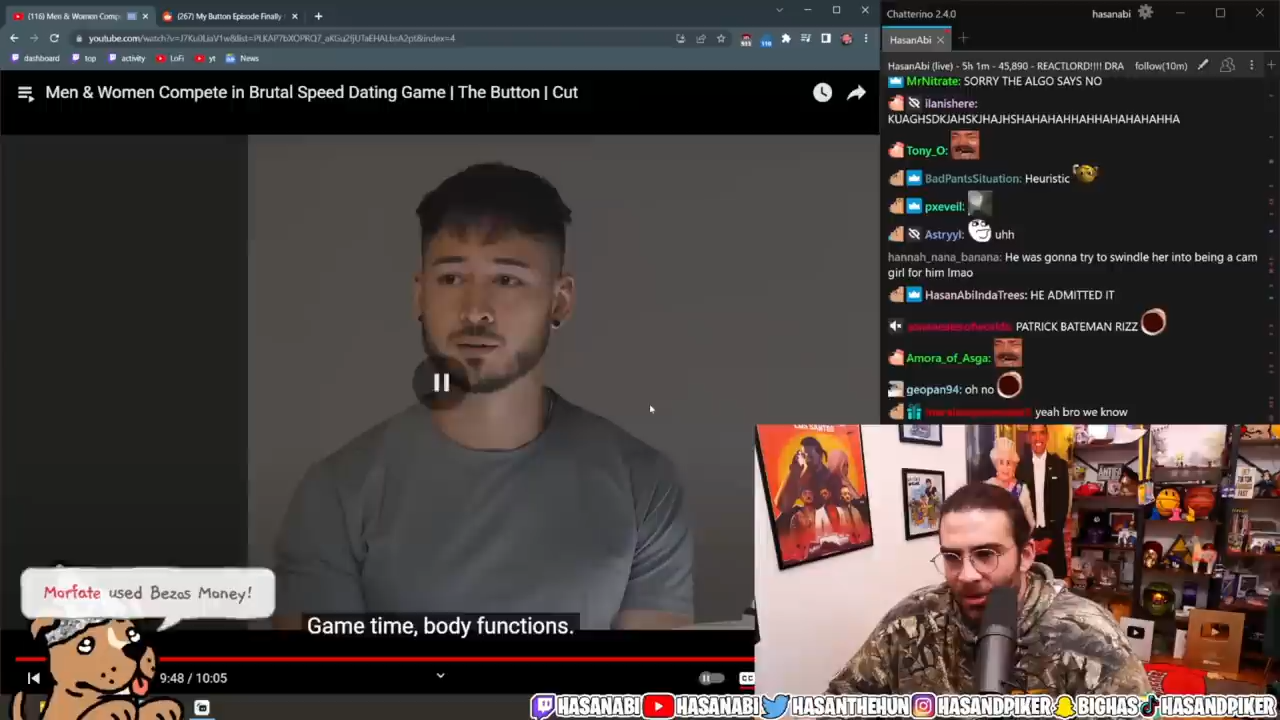 (116) Men & Women Comp
(267) My Button Episode Finally
youtube.com/watch?v=J7Ku0LiaV1w&list=PLKAP7bXOPRQ7_aKGu2fjUTaEHALbsA2pt&index=4
dashboard
top
activity
LoFi
yt
News
Men & Women Compete in Brutal Speed Dating Game | The Button | Cut
Game time, body functions.
Morfate used Bezos Money!
9:48 / 10:05
Chatterino 2.4.0
hasanabi
HasanAbi
HasanAbi (live) - 5h 1m - 45,890 - REACTLORD!!!! DRA
follow(10m)
MrNitrate: SORRY THE ALGO SAYS NO
ilanishere:
KUAGHSDKJAHSKJHAJHSHAHAHAHHAHHAHAHAHAHHA
Tony_O:
BadPantsSituation: Heuristic
pxeveil:
Astryyl: uhh
hannah_nana_banana: He was gonna try to swindle her into being a cam
girl for him lmao
HasanAbiIndaTrees: HE ADMITTED IT
PATRICK BATEMAN RIZZ
Amora_of_Asga:
geopan94: oh no
yeah bro we know
ANTIFA
HASANABI
HASANABI
HASANTHEHUN
HASANDPIKER
BIGHAS
HASANDPIKER